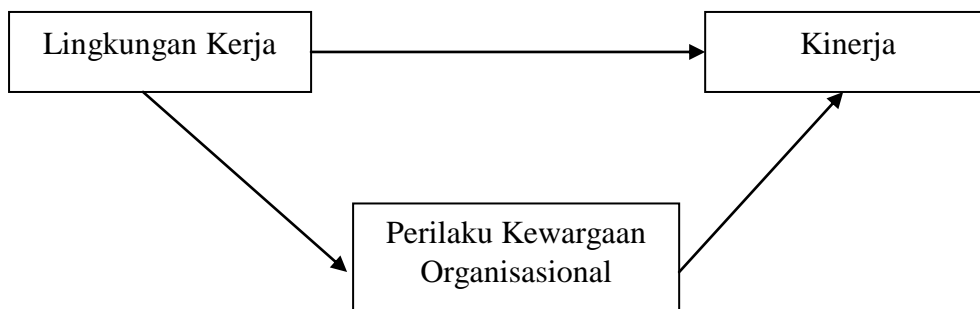 Lingkungan Kerja
Kinerja
Perilaku Kewargaan
Organisasional